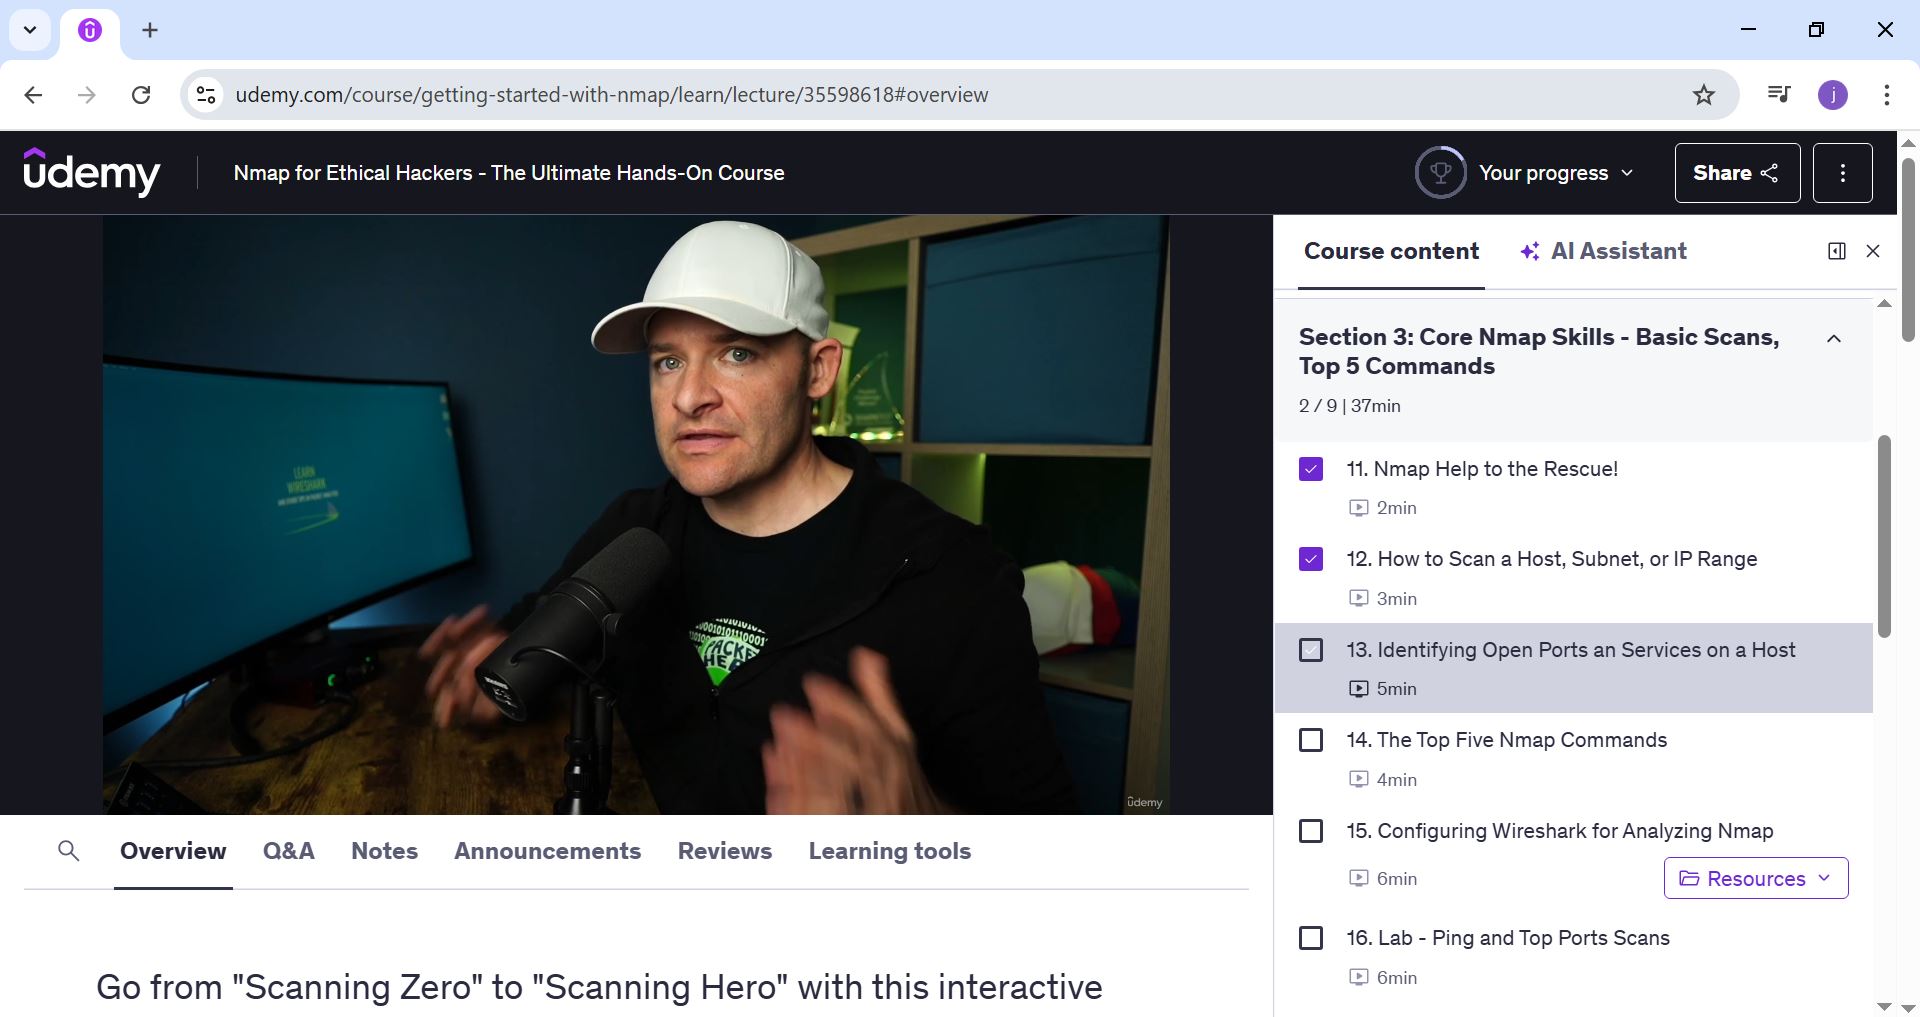 udemy.com/course/getting-started-with-nmap/learn/lecture/35598618#overview
j
udemy
Nmap for Ethical Hackers - The Ultimate Hands-On Course
Your progress
Share
LEARN
WIRESHARK
udemy
Course content
AI Assistant
Section 3: Core Nmap Skills - Basic Scans,
Top 5 Commands
2 / 9 | 37min
11. Nmap Help to the Rescue!
2min
12. How to Scan a Host, Subnet, or IP Range
3min
13. Identifying Open Ports an Services on a Host
5min
14. The Top Five Nmap Commands
4min
15. Configuring Wireshark for Analyzing Nmap
6min
Resources
16. Lab - Ping and Top Ports Scans
6min
Overview
Q&A
Notes
Announcements
Reviews
Learning tools
Go from "Scanning Zero" to "Scanning Hero" with this interactive